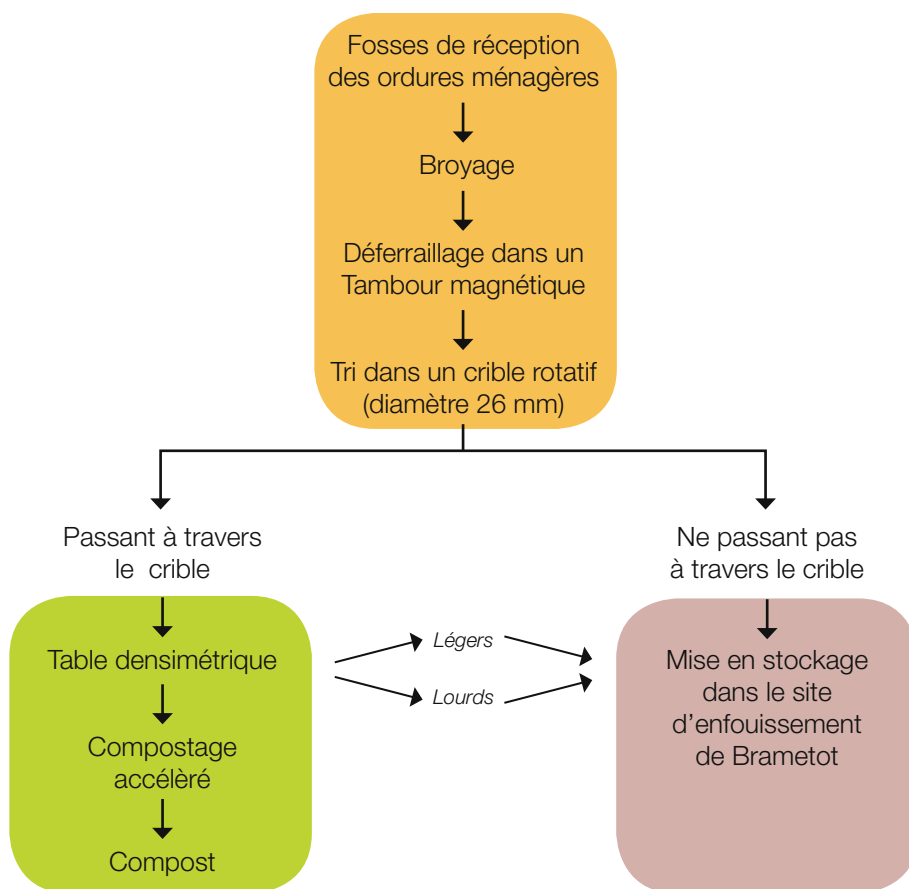 Fosses de réception
des ordures ménagères
Broyage
Déferraillage dans un
Tambour magnétique
Tri dans un crible rotatif
(diamètre 26 mm)
Passant à travers
le crible
Ne passant pas
à travers le crible
Table densimétrique
Compostage
accélèré
Compost
Légers
Lourds
Mise en stockage
dans le site
d'enfouissement
de Brametot